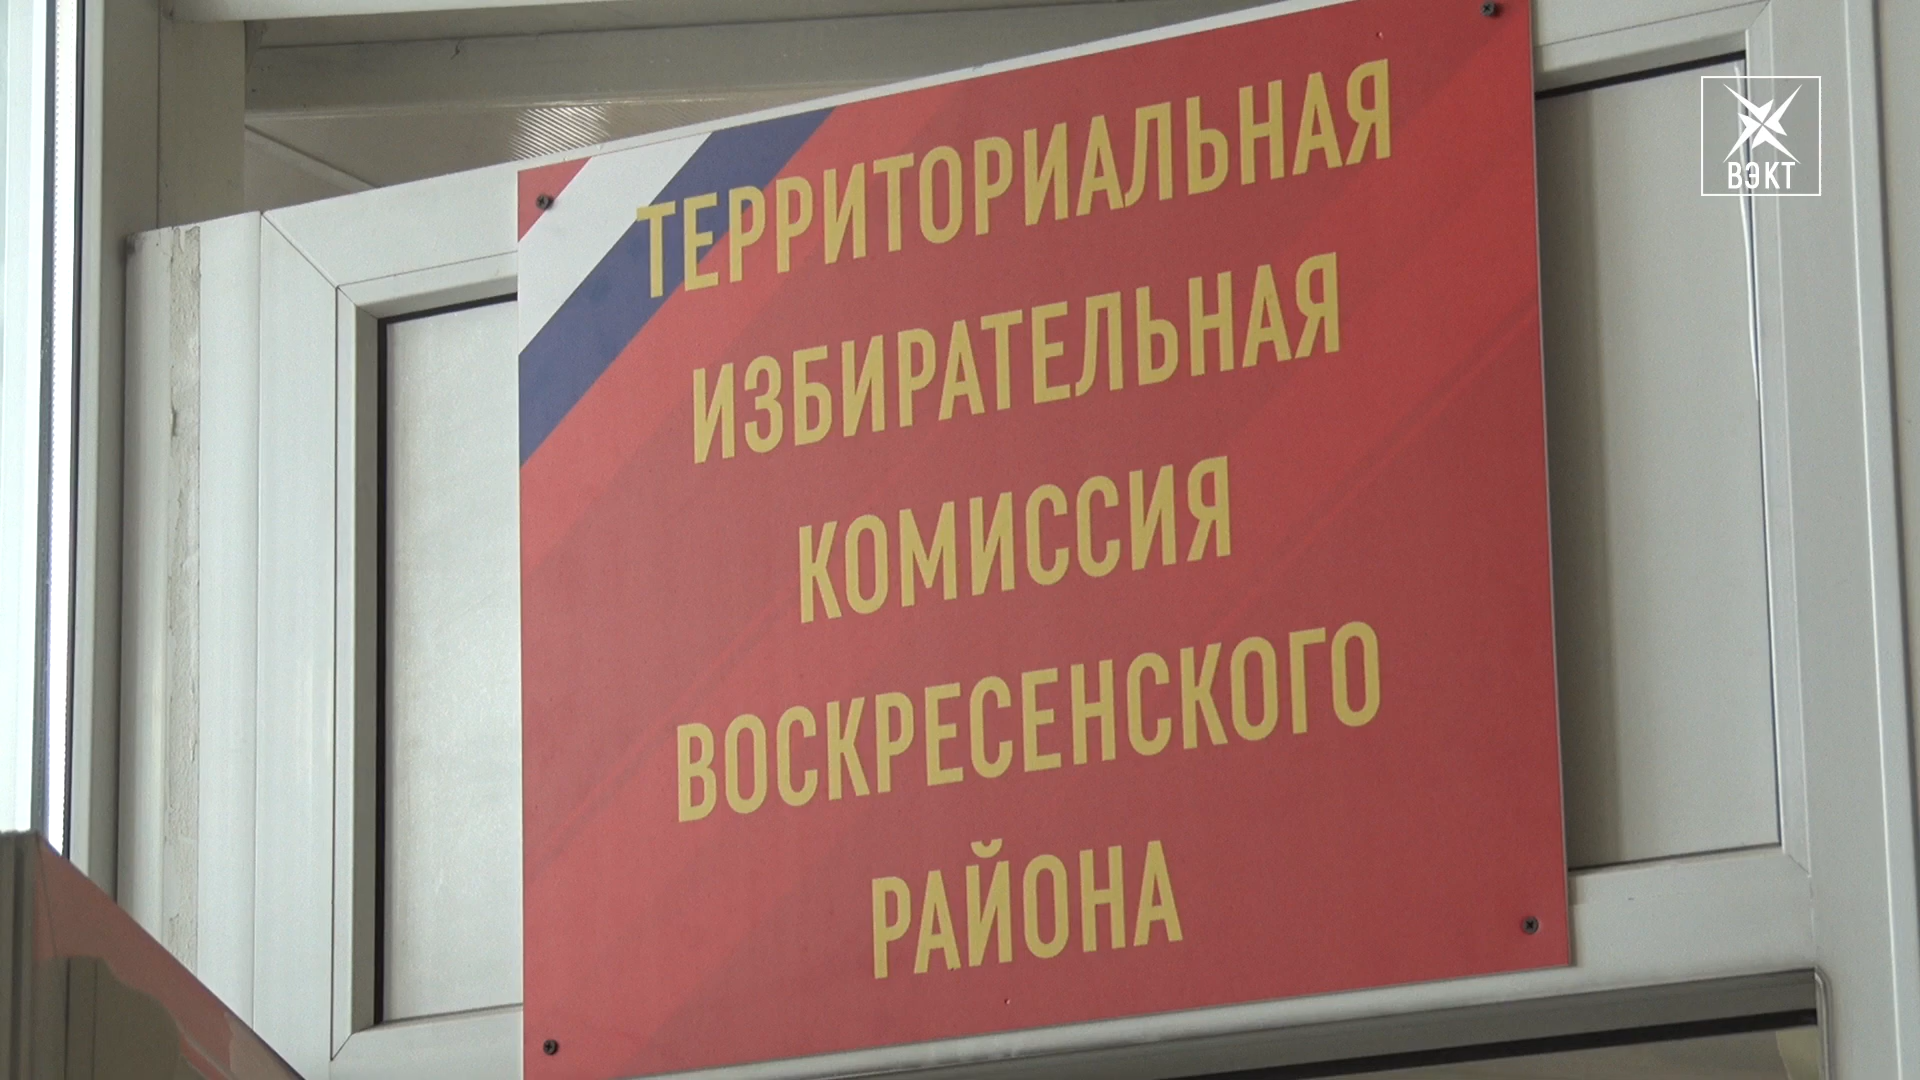 ВЭКТ
ТЕРРИТОРИАЛЬНАЯ
ИЗБИРАТЕЛЬНАЯ
КОМИССИЯ
ВОСКРЕСЕНСКОГО
РАЙОНА